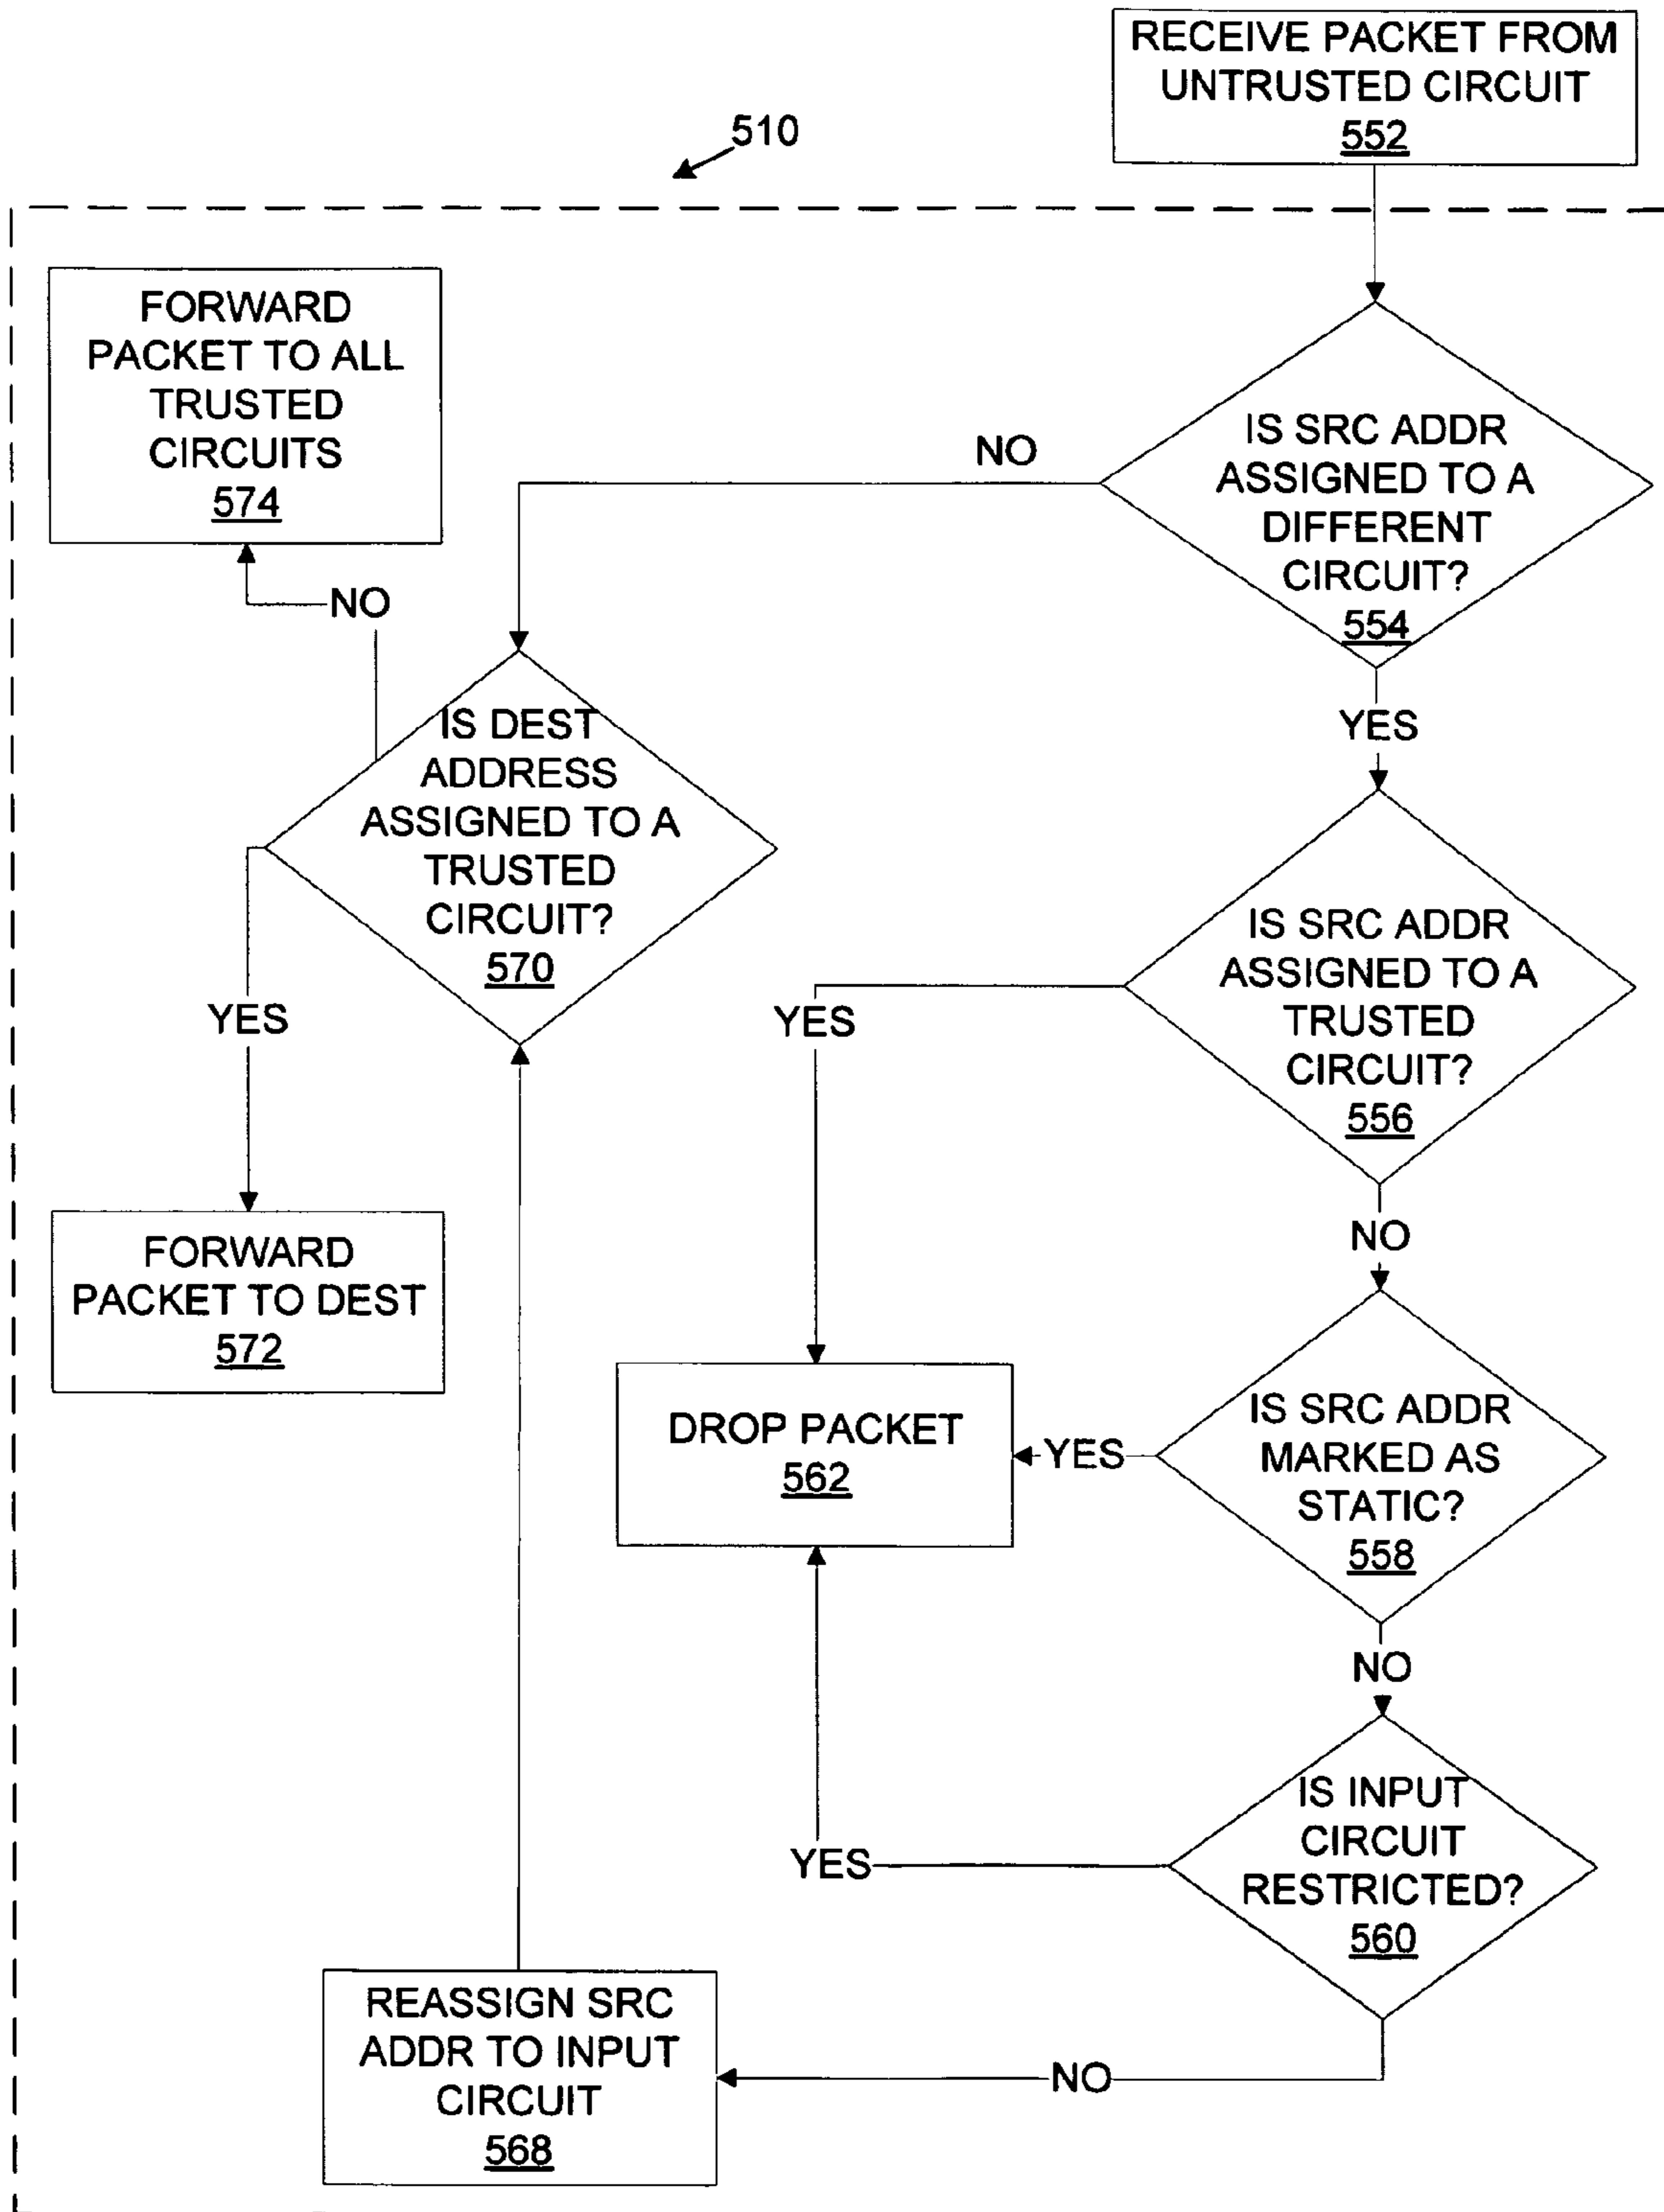 RECEIVE PACKET FROM
UNTRUSTED CIRCUIT
552
510
FORWARD
PACKET TO ALL
TRUSTED
CIRCUITS
574
NO
IS SRC ADDR
ASSIGNED TO A
DIFFERENT
CIRCUIT?
554
NO
YES
IS DEST
ADDRESS
ASSIGNED TO A
TRUSTED
CIRCUIT?
570
YES
IS SRC ADDR
ASSIGNED TO A
TRUSTED
CIRCUIT?
556
YES
NO
FORWARD
PACKET TO DEST
572
DROP PACKET
562
YES
IS SRC ADDR
MARKED AS
STATIC?
558
NO
IS INPUT
CIRCUIT
RESTRICTED?
560
YES
NO
REASSIGN SRC
ADDR TO INPUT
CIRCUIT
568